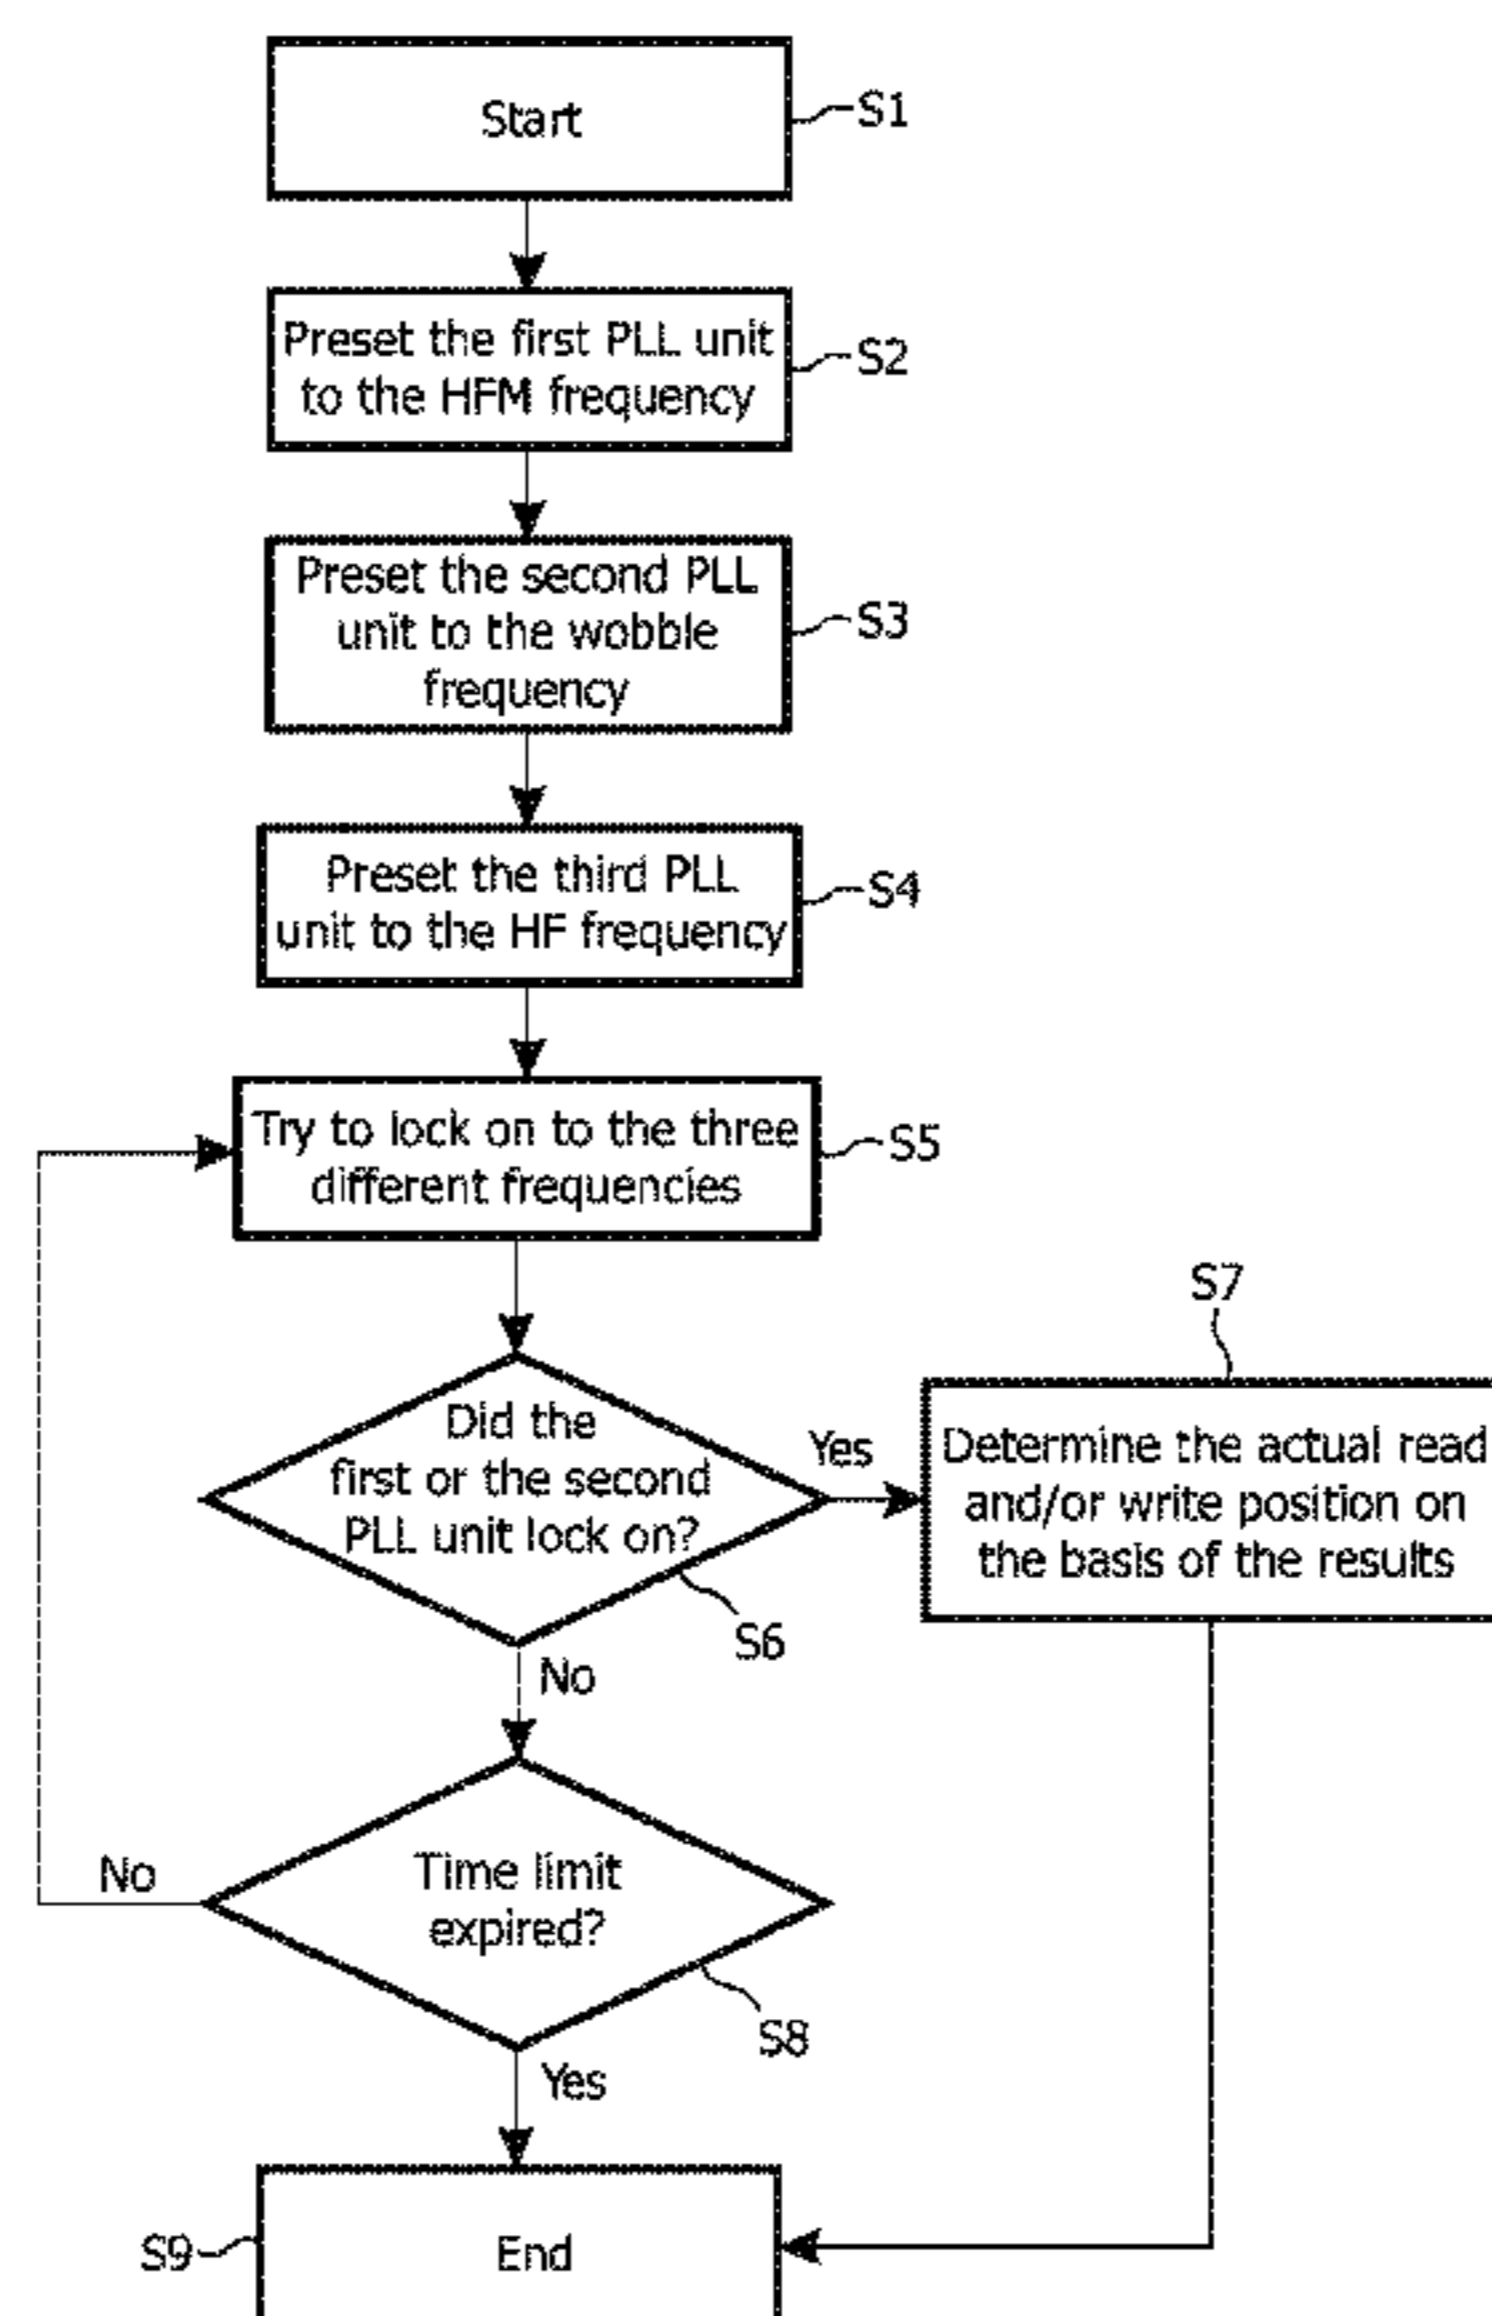 Start
S1
Preset the first PLL unit
to the HFM frequency
S2
Preset the second PLL
unit to the wobble
frequency
S3
Preset the third PLL
unit to the HF frequency
S4
Try to lock on to the three
different frequencies
S5
Did the
first or the second
PLL unit lock on?
S6
Yes
No
S7
Determine the actual read
and/or write position on
the basis of the results
Time limit
expired?
S8
No
Yes
End
S9